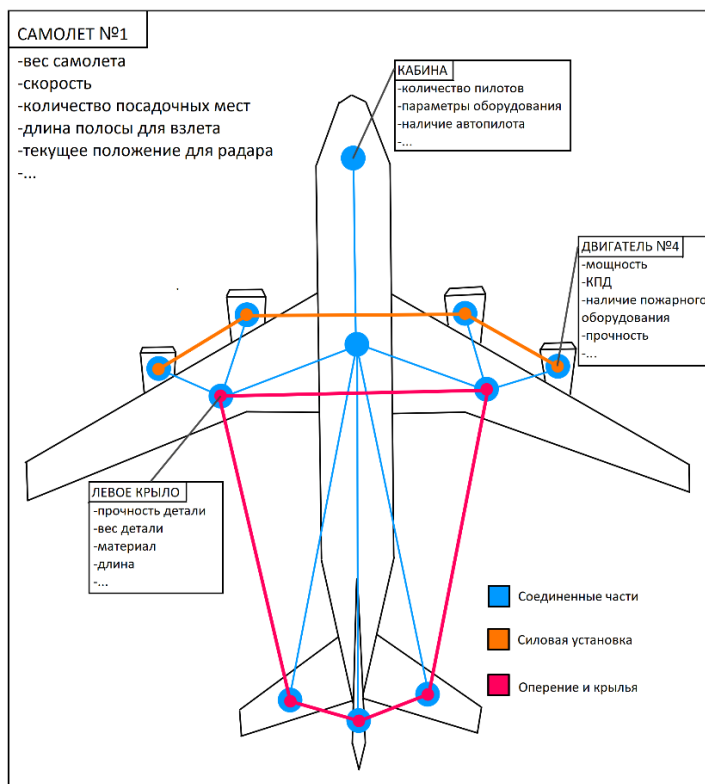 САМОЛЕТ №1
-вес самолета
-скорость
-количество посадочных мест
-длина полосы для взлета
-текущее положение для радара
-...
КАБИНА
-количество пилотов
-параметры оборудования
-наличие автопилота
-...
ДВИГАТЕЛЬ №4
-мощность
-КПД
-наличие пожарного
оборудования
-прочность
-...
ЛЕВОЕ КРЫЛО
-прочность детали
-вес детали
-материал
-длина
-...
Соединенные части
Силовая установка
Оперение и крылья